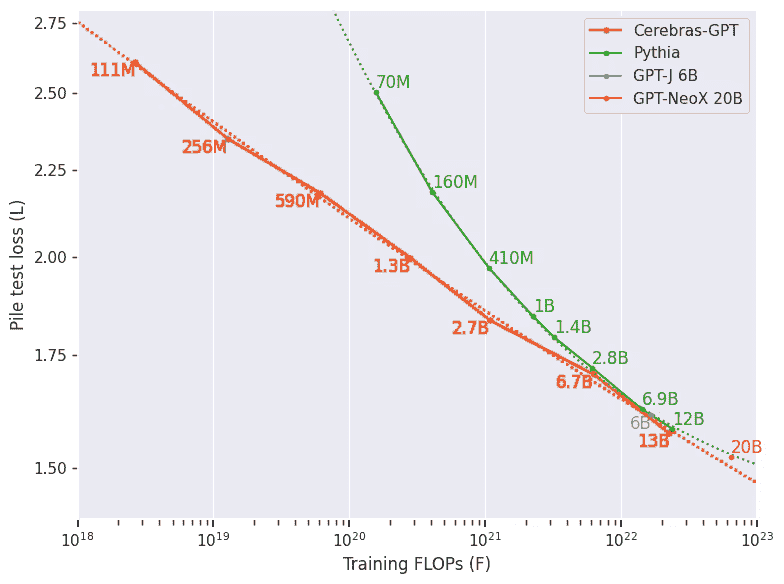 2.75
2.50
2.25
2.00
1.75
1.50
Pile test loss (L)
Cerebras-GPT
Pythia
GPT-J 6B
GPT-NeoX 20B
111M
256M
590M
1.3B
2.7B
6.7B
13B
70M
160M
410M
1B
1.4B
2.8B
6.9B
12B
6B
20B
10^18
10^19
10^20
10^21
10^22
10^23
Training FLOPs (F)